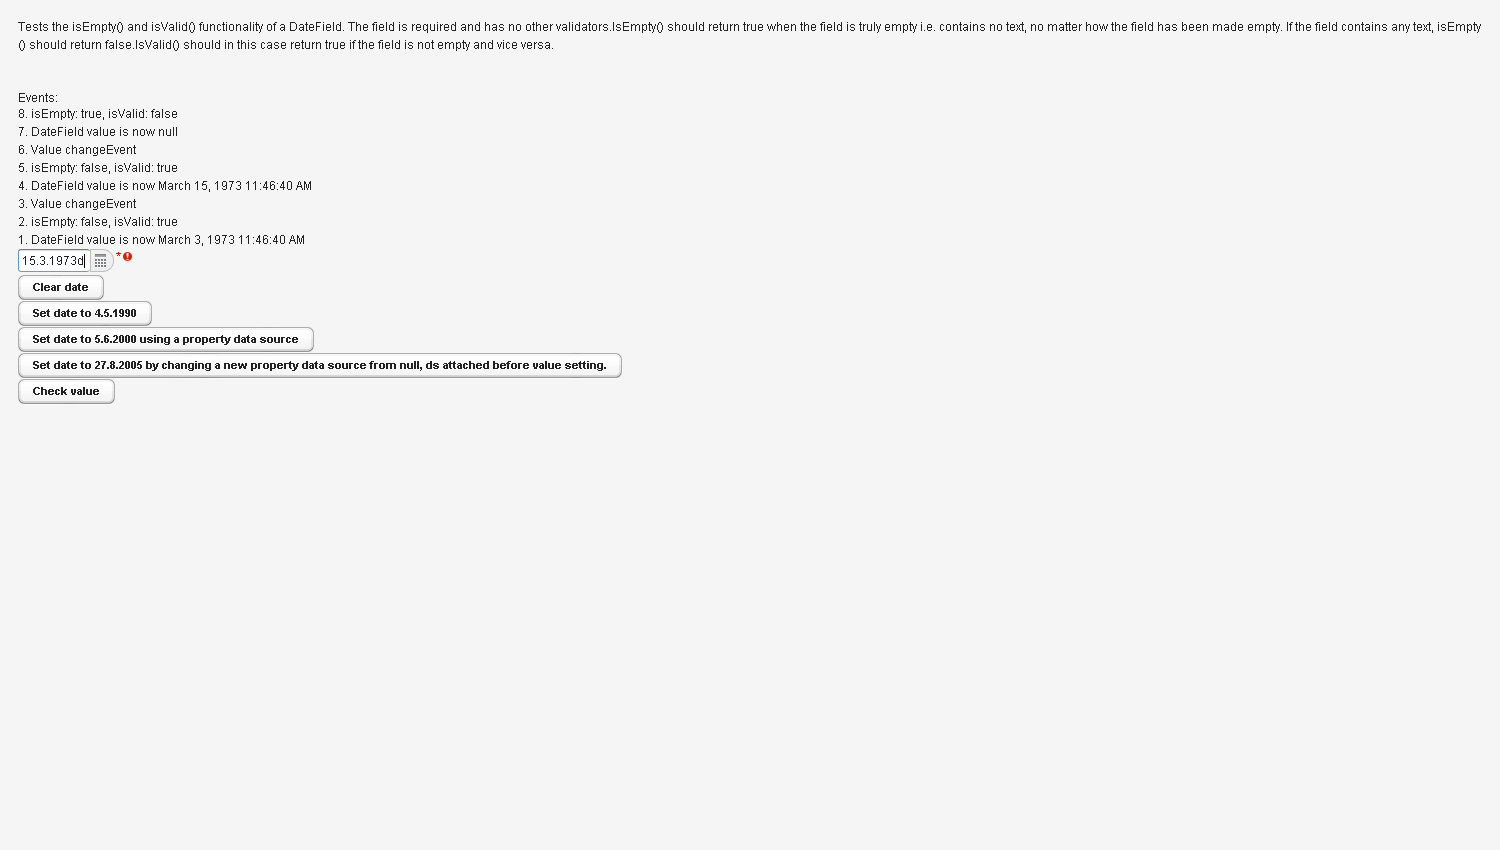 Tests the isEmpty() and isValid() functionality of a DateField. The field is required and has no other validators.IsEmpty() should return true when the field is truly empty i.e. contains no text, no matter how the field has been made empty. If the field contains any text, isEmpty
() should return false.IsValid() should in this case return true if the field is not empty and vice versa.
Events:
8. isEmpty: true, isValid: false
7. DateField value is now null
6. Value changeEvent
5. isEmpty: false, isValid: true
4. DateField value is now March 15, 1973 11:46:40 AM
3. Value changeEvent
2. isEmpty: false, isValid: true
1. DateField value is now March 3, 1973 11:46:40 AM
15.3.1973d *
Clear date
Set date to 4.5.1990
Set date to 5.6.2000 using a property data source
Set date to 27.8.2005 by changing a new property data source from null, ds attached before value setting.
Check value